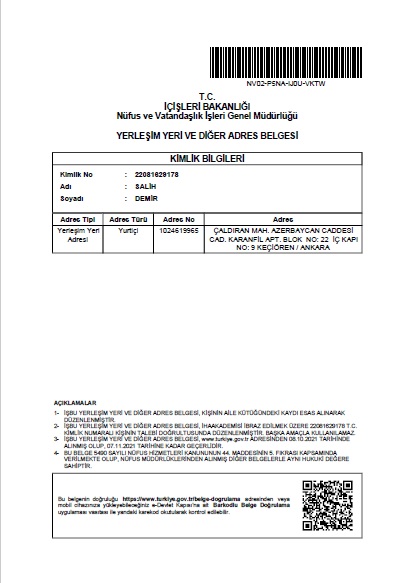 NV02-P5NA-IJ0U-VKTW
T.C.
İÇİŞLERİ BAKANLIĞI
Nüfus ve Vatandaşlık İşleri Genel Müdürlüğü
YERLEŞİM YERİ VE DİĞER ADRES BELGESİ
KİMLİK BİLGİLERİ
Kimlik No : 22081629178
Adı : SALİH
Soyadı : DEMİR
Adres Tipi Adres Türü Adres No Adres
Yerleşim Yeri Adresi Yurtiçi 1024619965 ÇALDIRAN MAH. AZERBAYCAN CADDESİ
CAD. KARANFİL APT. BLOK NO: 22 İÇ KAPI
NO: 9 KEÇİÖREN / ANKARA
AÇIKLAMALAR
1- İŞBU YERLEŞİM YERİ VE DİĞER ADRES BELGESİ, KİŞİNİN AİLE KÜTÜĞÜNDEKİ KAYDI ESAS ALINARAK
DÜZENLENMİŞTİR.
2- İŞBU YERLEŞİM YERİ VE DİĞER ADRES BELGESİ, İHAAKADEMİSİ İBRAZ EDİLMEK ÜZERE 22081629178 T.C.
KİMLİK NUMARALI KİŞİNİN TALEBİ DOĞRULTUSUNDA DÜZENLENMİŞTİR. BAŞKA AMAÇLA KULLANILAMAZ.
3- İŞBU YERLEŞİM YERİ VE DİĞER ADRES BELGESİ, www.turkiye.gov.tr ADRESİNDEN 08.10.2021 TARİHİNDE
ALINMIŞ OLUP, 07.11.2021 TARİHİNE KADAR GEÇERLİDİR.
4- BU BELGE 5490 SAYILI NÜFUS HİZMETLERİ KANUNUNUN 44. MADDESİNİN 5. FIKRASI KAPSAMINDA
VERİLMEKTE OLUP, NÜFUS MÜDÜRLÜKLERİNDEN ALINMIŞ DİĞER BELGELERLE AYNI HUKUKİ DEĞERE
SAHİPTİR.
Bu belgenin doğruluğu https://www.turkiye.gov.tr/belge-dogrulama adresinden veya
mobil cihazınıza yükleyebileceğiniz e-Devlet Kapısı'na ait Barkodlu Belge Doğrulama
uygulaması vasıtası ile yandaki karekod okutularak kontrol edilebilir.